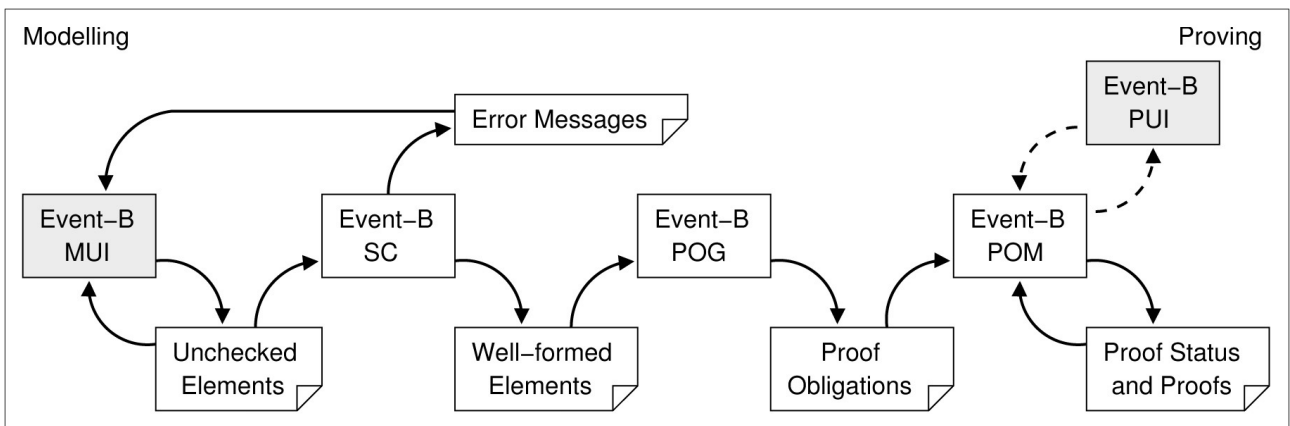 Modelling
Proving
Event−B
PUI
Error Messages
Event−B
MUI
Event−B
SC
Event−B
POG
Event−B
POM
Unchecked
Elements
Well−formed
Elements
Proof
Obligations
Proof Status
and Proofs